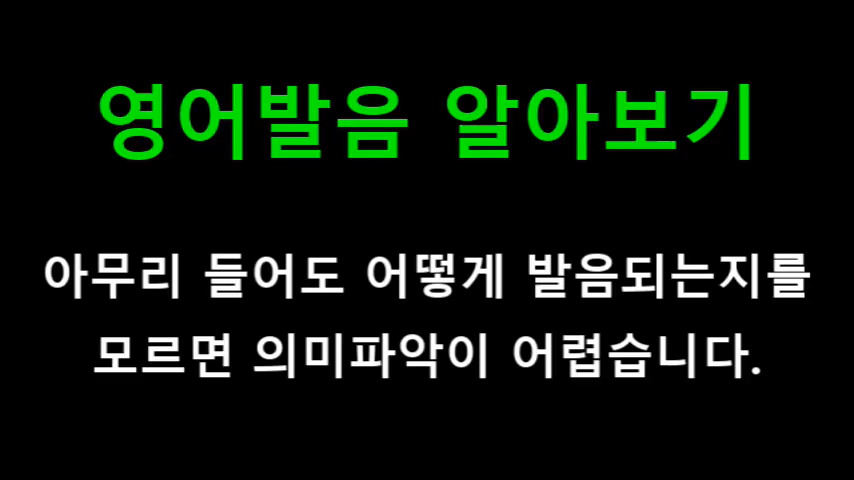 영어발음 알아보기
아무리 들어도 어떻게 발음되는지를
모르면 의미파악이 어렵습니다.